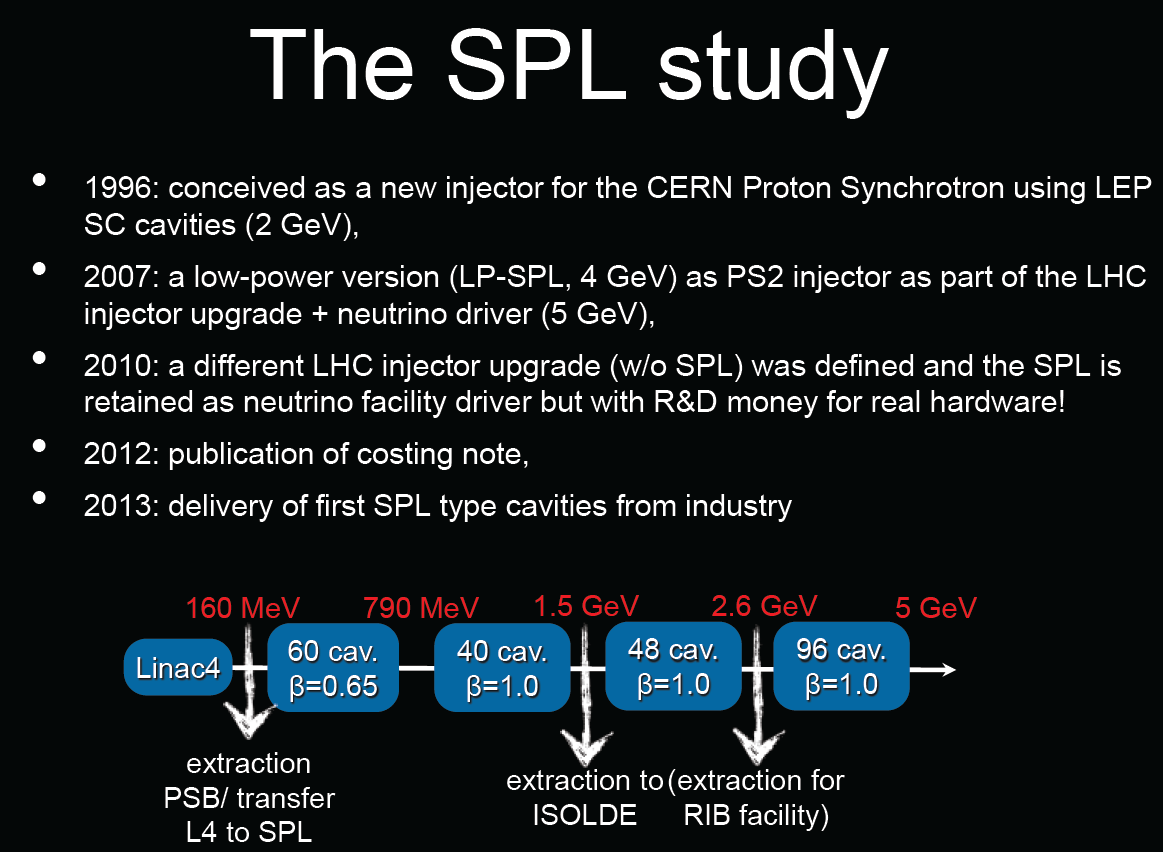 The SPL study
• 1996: conceived as a new injector for the CERN Proton Synchrotron using LEP
SC cavities (2 GeV),
• 2007: a low-power version (LP-SPL, 4 GeV) as PS2 injector as part of the LHC
injector upgrade + neutrino driver (5 GeV),
• 2010: a different LHC injector upgrade (w/o SPL) was defined and the SPL is
retained as neutrino facility driver but with R&D money for real hardware!
• 2012: publication of costing note,
• 2013: delivery of first SPL type cavities from industry
160 MeV 790 MeV 1.5 GeV 2.6 GeV 5 GeV
Linac4
60 cav.
β=0.65
40 cav.
β=1.0
48 cav.
β=1.0
96 cav.
β=1.0
extraction
PSB/ transfer
L4 to SPL
extraction to
ISOLDE
(extraction for
RIB facility)